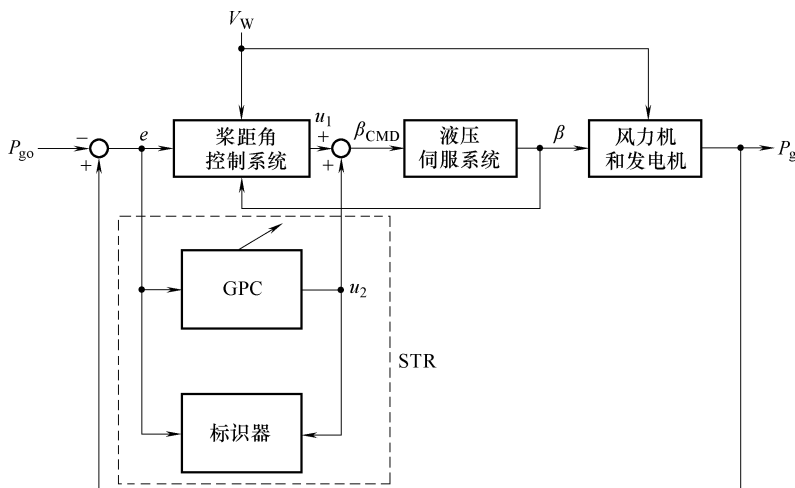 V_W
P_go
−
+
e
桨距角
控制系统
u_1
+
+
β_CMD
液压
伺服系统
β
风力机
和发电机
P_g
GPC
u_2
STR
标识器